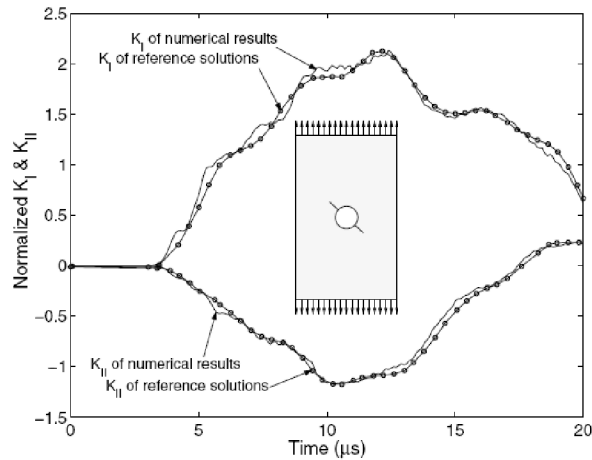 2.5
2
1.5
1
0.5
0
−0.5
−1
−1.5
0
5
10
15
20
Normalized K_I & K_II
Time (μs)
K_I of numerical results
K_I of reference solutions
K_II of numerical results
K_II of reference solutions